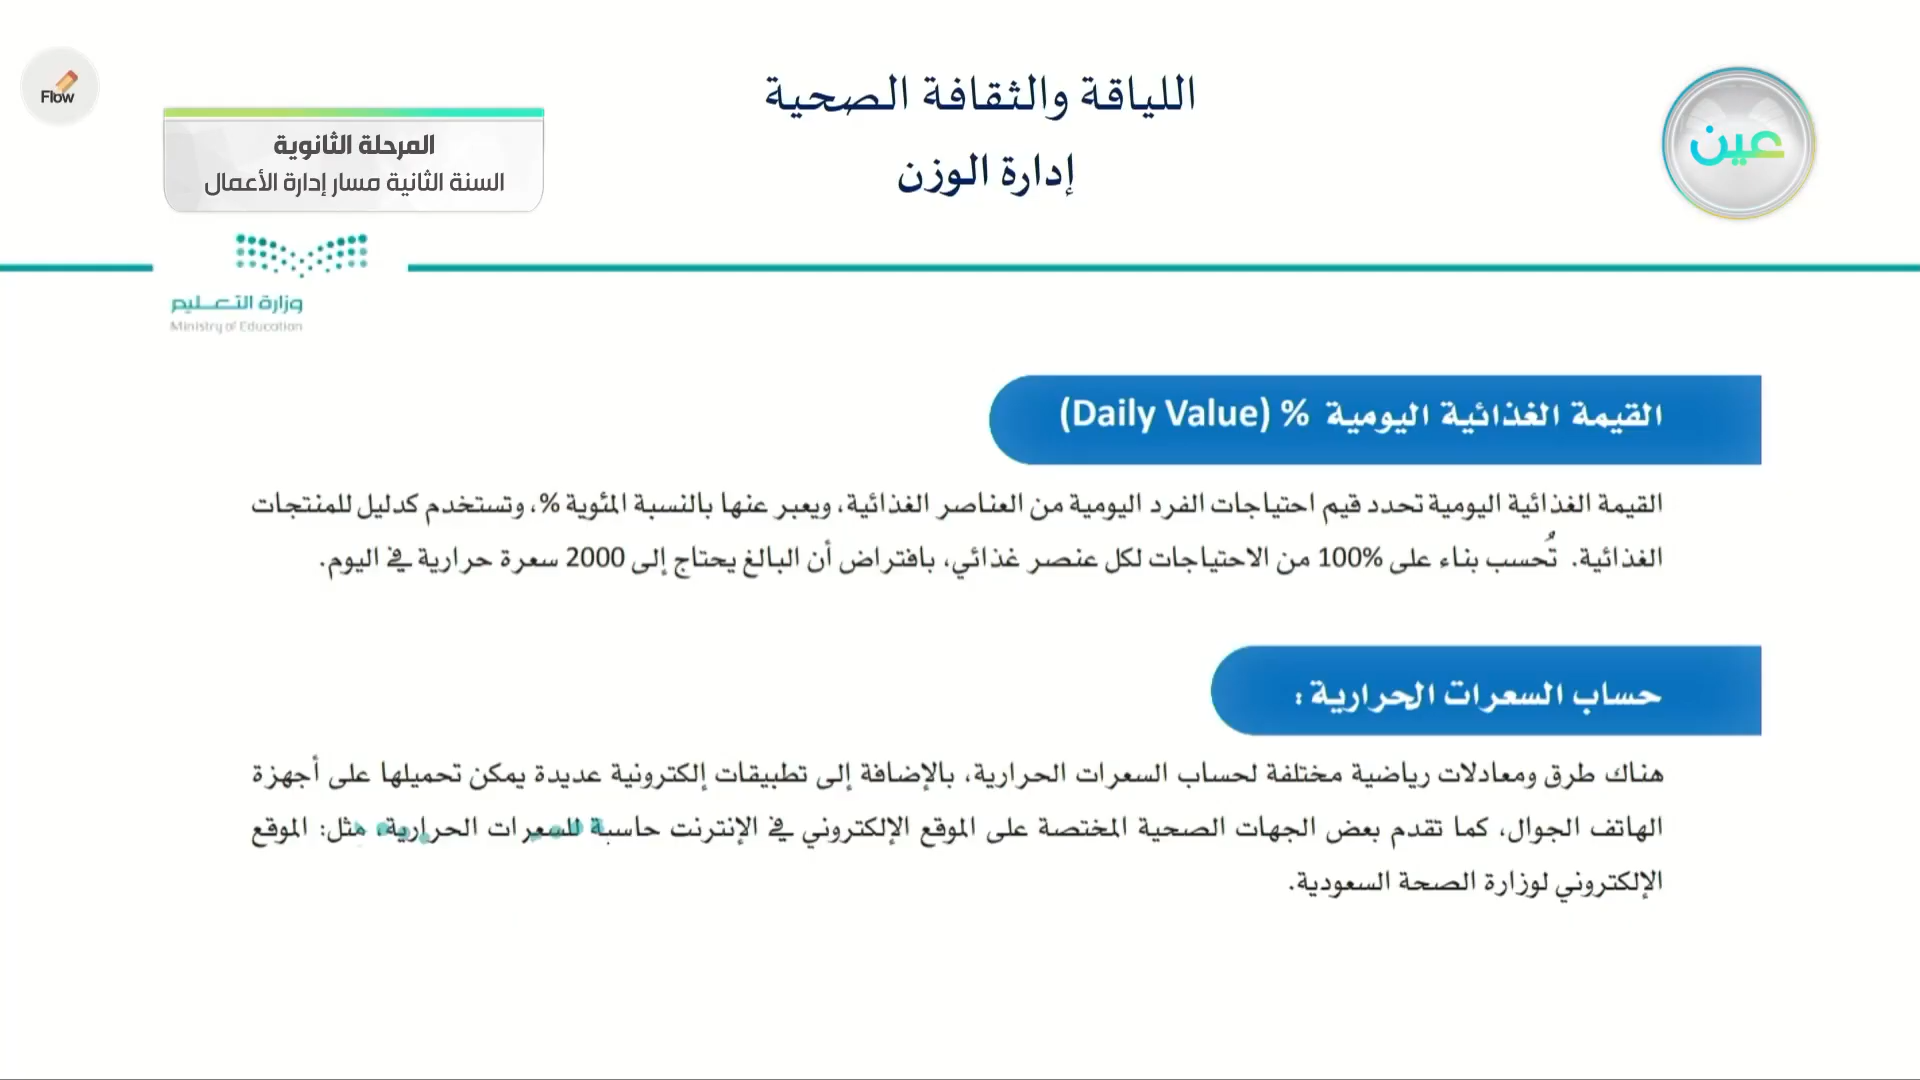 Flow
اللياقة والثقافة الصحية
إدارة الوزن
عين
المرحلة الثانوية
السنة الثانية مسار إدارة الأعمال
وزارة التعليم
Ministry of Education
القيمة الغذائية اليومية % (Daily Value)
القيمة الغذائية اليومية تحدد قيم احتياجات الفرد اليومية من العناصر الغذائية، ويعبر عنها بالنسبة المئوية %، وتستخدم كدليل للمنتجات
الغذائية. تُحسب بناء على 100% من الاحتياجات لكل عنصر غذائي، بافتراض أن البالغ يحتاج إلى 2000 سعرة حرارية في اليوم.
حساب السعرات الحرارية :
هناك طرق ومعادلات رياضية مختلفة لحساب السعرات الحرارية، بالإضافة إلى تطبيقات إلكترونية عديدة يمكن تحميلها على أجهزة
الهاتف الجوال، كما تقدم بعض الجهات الصحية المختصة على الموقع الإلكتروني في الإنترنت حاسبة للسعرات الحرارية، مثل: الموقع
الإلكتروني لوزارة الصحة السعودية.